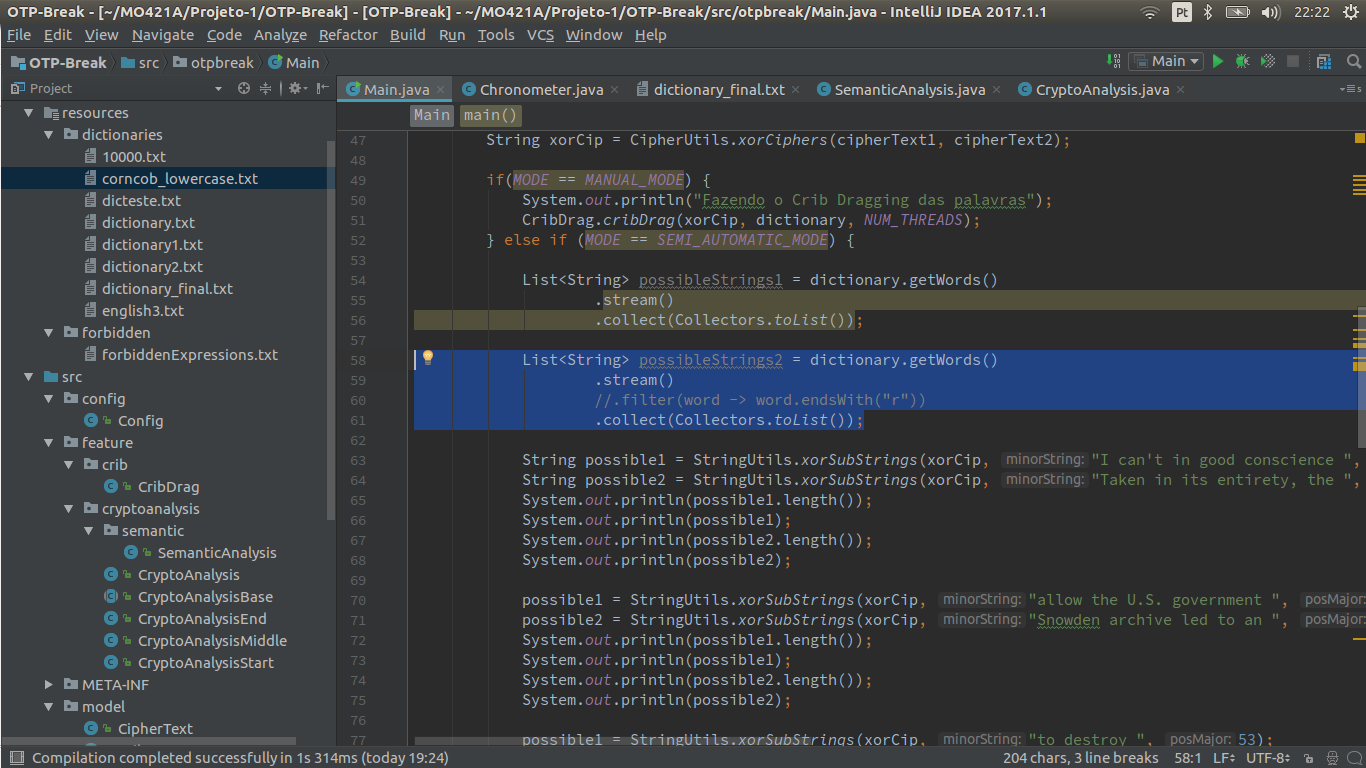 OTP-Break - [~/MO421A/Projeto-1/OTP-Break] - [OTP-Break] - ~/MO421A/Projeto-1/OTP-Break/src/otpbreak/Main.java - IntelliJ IDEA 2017.1.1 Pt 22:22
File Edit View Navigate Code Analyze Refactor Build Run Tools VCS Window Help
OTP-Break src otpbreak Main Main
Project
Main.java Chronometer.java dictionary_final.txt SemanticAnalysis.java CryptoAnalysis.java
Main main()
resources
dictionaries
10000.txt
corncob_lowercase.txt
dicteste.txt
dictionary.txt
dictionary1.txt
dictionary2.txt
dictionary_final.txt
english3.txt
forbidden
forbiddenExpressions.txt
src
config
Config
feature
crib
CribDrag
cryptoanalysis
semantic
SemanticAnalysis
CryptoAnalysis
CryptoAnalysisBase
CryptoAnalysisEnd
CryptoAnalysisMiddle
CryptoAnalysisStart
META-INF
model
CipherText
47 String xorCip = CipherUtils.xorCiphers(cipherText1, cipherText2);
48
49 if(MODE == MANUAL_MODE) {
50 System.out.println("Fazendo o Crib Dragging das palavras");
51 CribDrag.cribDrag(xorCip, dictionary, NUM_THREADS);
52 } else if (MODE == SEMI_AUTOMATIC_MODE) {
53
54 List<String> possibleStrings1 = dictionary.getWords()
55 .stream()
56 .collect(Collectors.toList());
57
58 List<String> possibleStrings2 = dictionary.getWords()
59 .stream()
60 //.filter(word -> word.endsWith("r"))
61 .collect(Collectors.toList());
62
63 String possible1 = StringUtils.xorSubStrings(xorCip, minorString: "I can't in good conscience ",
64 String possible2 = StringUtils.xorSubStrings(xorCip, minorString: "Taken in its entirety, the ",
65 System.out.println(possible1.length());
66 System.out.println(possible1);
67 System.out.println(possible2.length());
68 System.out.println(possible2);
69
70 possible1 = StringUtils.xorSubStrings(xorCip, minorString: "allow the U.S. government ", posMajor:
71 possible2 = StringUtils.xorSubStrings(xorCip, minorString: "Snowden archive led to an ", posMajor:
72 System.out.println(possible1.length());
73 System.out.println(possible1);
74 System.out.println(possible2.length());
75 System.out.println(possible2);
76
77 possible1 = StringUtils.xorSubStrings(xorCip, minorString: "to destroy ", posMajor: 53);
Compilation completed successfully in 1s 314ms (today 19:24) 204 chars, 3 line breaks 58:1 LF UTF-8